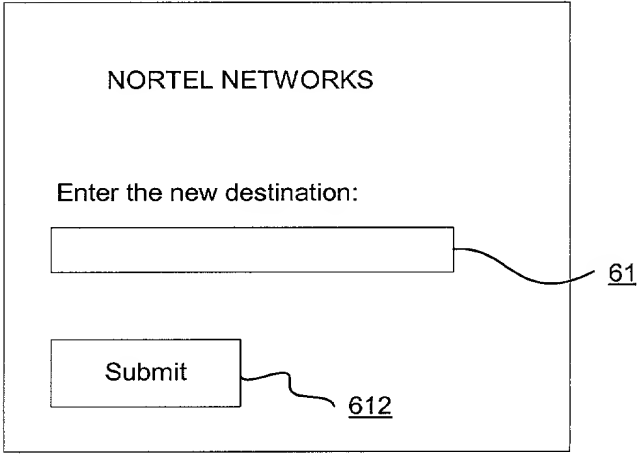 NORTEL NETWORKS
Enter the new destination:
61
Submit
612